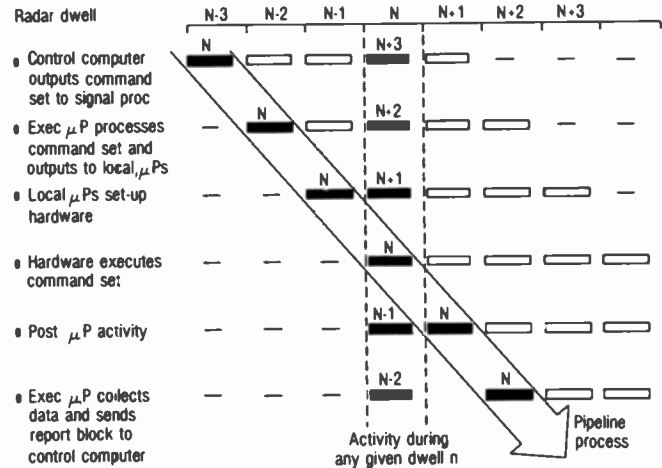 Radar dwell N-3 N-2 N-1 N N+1 N+2 N+3
N N+3
• Control computer
outputs command
set to signal proc
N N+2
• Exec μP processes
command set and
outputs to local μPs
N N+1
• Local μPs set-up
hardware
N
• Hardware executes
command set
N-1 N
• Post μP activity
N-2 N
• Exec μP collects
data and sends
report block to
control computer
Activity during
any given dwell n
Pipeline
process